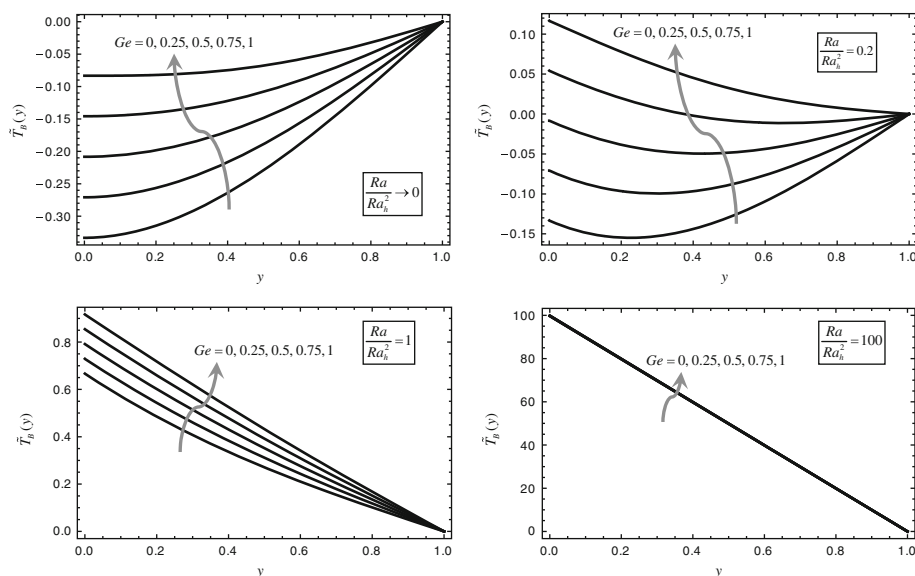 0.00
−0.05
−0.10
−0.15
−0.20
−0.25
−0.30
T̃_B(y)
Ge = 0, 0.25, 0.5, 0.75, 1
Ra/Ra_h^2 → 0
0.0 0.2 0.4 0.6 0.8 1.0
y
0.10
0.05
0.00
−0.05
−0.10
−0.15
T̃_B(y)
Ge = 0, 0.25, 0.5, 0.75, 1
Ra/Ra_h^2 = 0.2
0.0 0.2 0.4 0.6 0.8 1.0
y
0.8
0.6
0.4
0.2
0.0
T̃_B(y)
Ge = 0, 0.25, 0.5, 0.75, 1
Ra/Ra_h^2 = 1
0.0 0.2 0.4 0.6 0.8 1.0
y
100
80
60
40
20
0
T̃_B(y)
Ge = 0, 0.25, 0.5, 0.75, 1
Ra/Ra_h^2 = 100
0.0 0.2 0.4 0.6 0.8 1.0
y